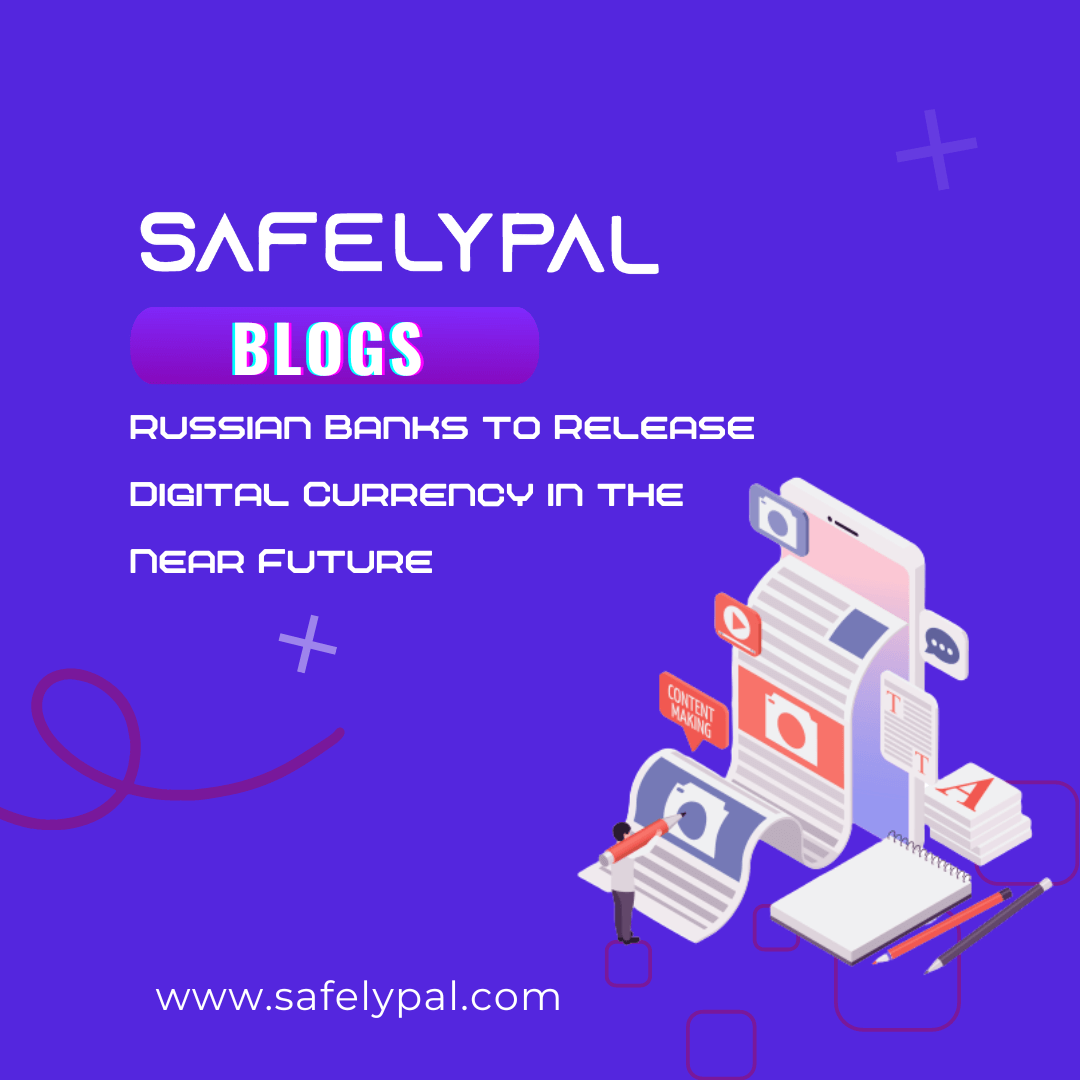 SAFELYPAL
BLOGS
Russian Banks to Release
Digital Currency in the
Near Future
CONTENT
MAKING
T
T
A
www.safelypal.com